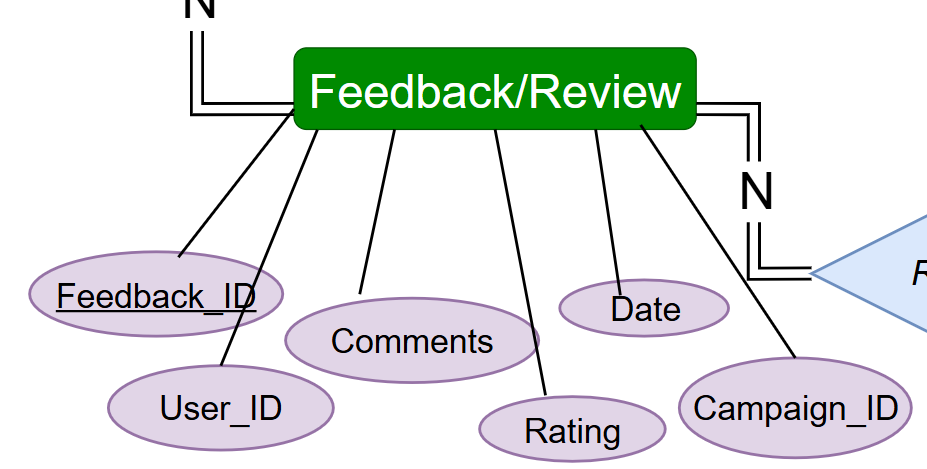 N
Feedback/Review
N
Feedback_ID
Comments
Date
User_ID
Rating
Campaign_ID
R